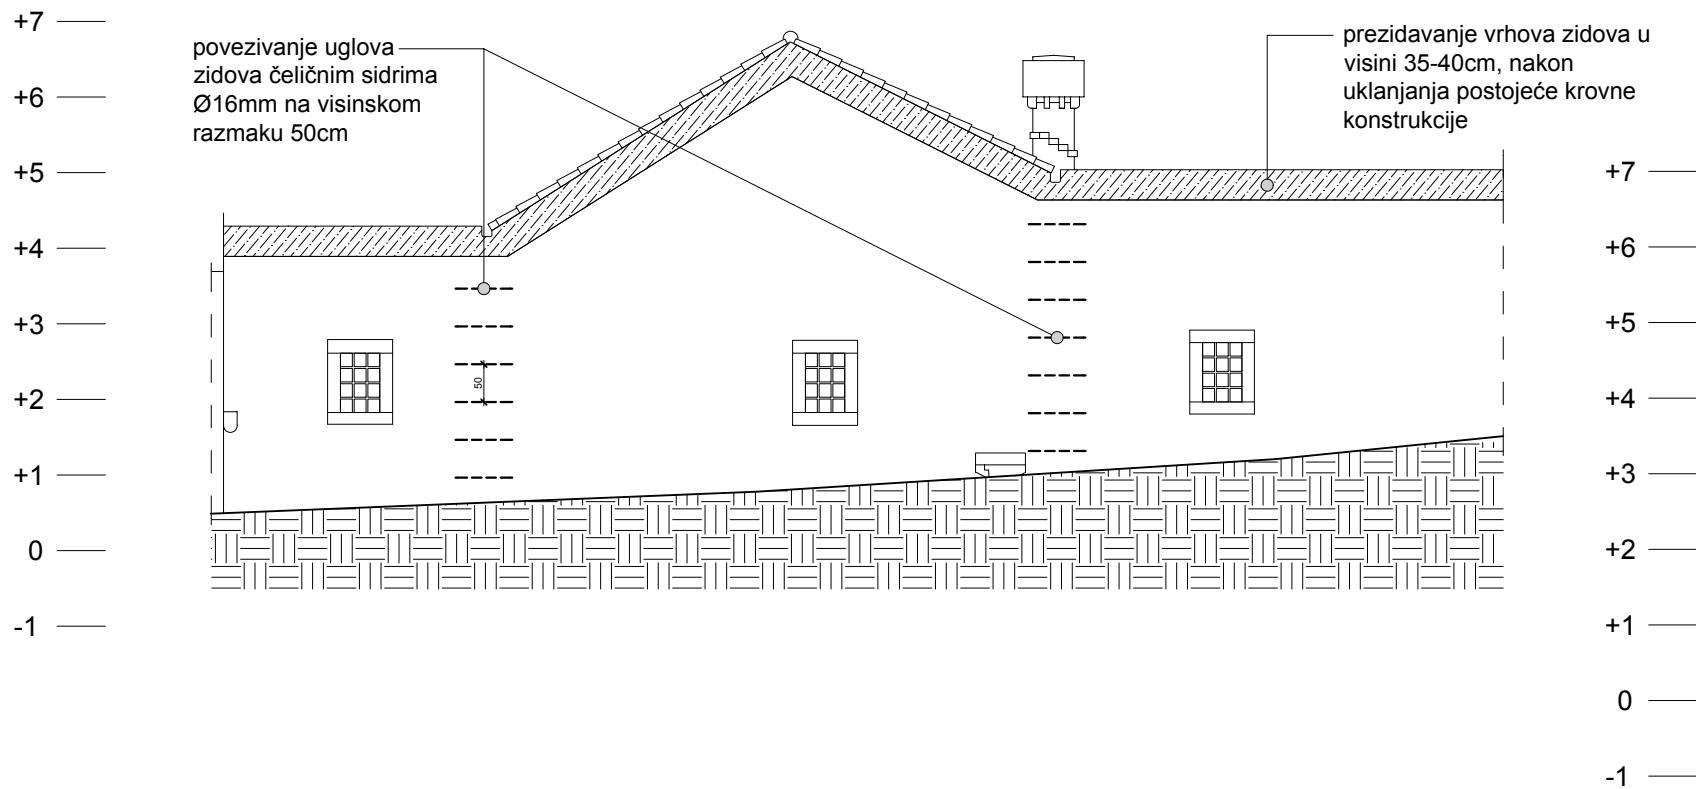 +7
+6
+5
+4
+3
+2
+1
0
-1
povezivanje uglova
zidova čeličnim sidrima
Ø16mm na visinskom
razmaku 50cm
50
prezidavanje vrhova zidova u
visini 35-40cm, nakon
uklanjanja postojeće krovne
konstrukcije
+7
+6
+5
+4
+3
+2
+1
0
-1